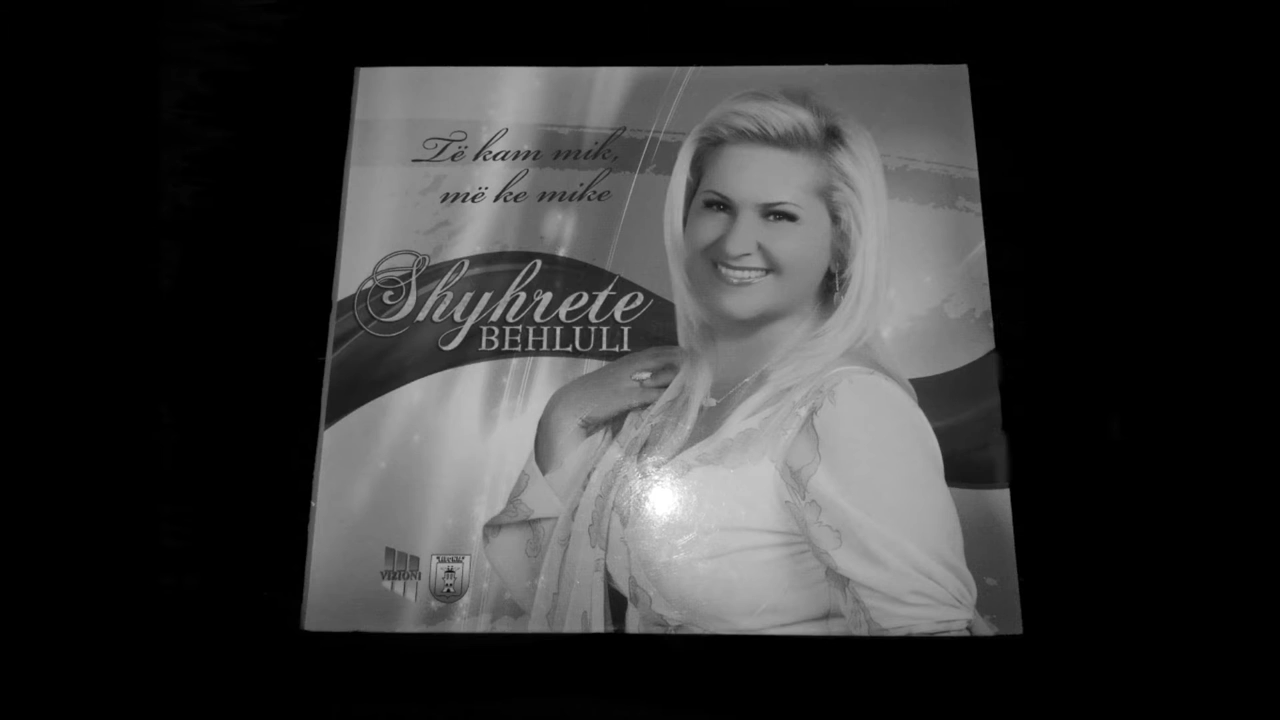 Të kam mik,
më ke mike
Shyhrete
BEHLULI
VIZIONI